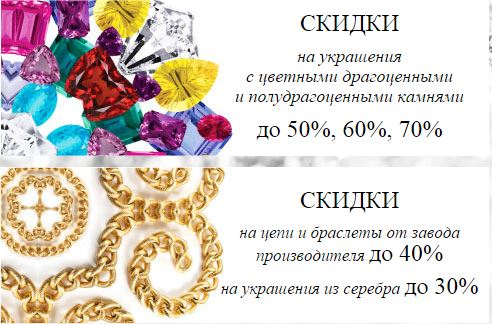 СКИДКИ
на украшения
с цветными драгоценными
и полудрагоценными камнями
до 50%, 60%, 70%
СКИДКИ
на цепи и браслеты от завода
производителя до 40%
на украшения из серебра до 30%